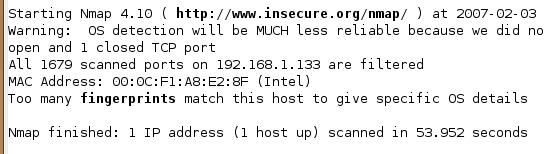 Starting Nmap 4.10 ( http://www.insecure.org/nmap/ ) at 2007-02-03
Warning:  OS detection will be MUCH less reliable because we did no
open and 1 closed TCP port
All 1679 scanned ports on 192.168.1.133 are filtered
MAC Address: 00:0C:F1:A8:E2:8F (Intel)
Too many fingerprints match this host to give specific OS details

Nmap finished: 1 IP address (1 host up) scanned in 53.952 seconds